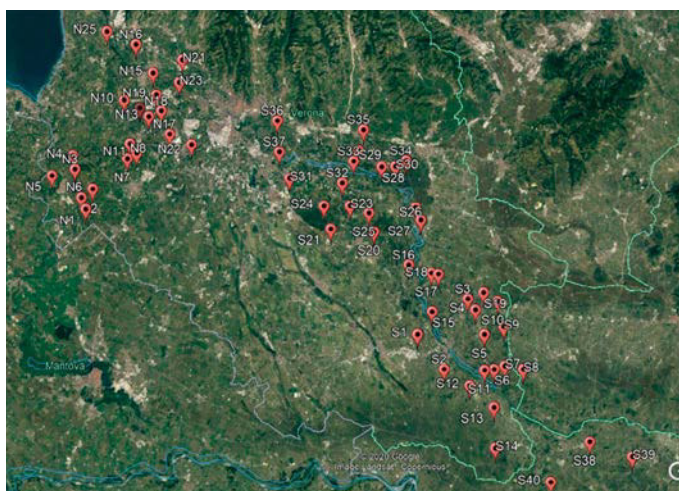 N25
N16
N21
N15
N23
N10
N19
N18
N13
N17
N22
N11
N8
N7
N4
N3
N5
N6
N1
2
S36
Verona
S35
S37
S33
S29
S34
S30
S28
S31
S32
S24
S23
S26
S25
S27
S21
S20
S16
S18
S17
S3
S19
S4
S10
S15
S9
S1
S5
S2
S7
S8
S6
S12
S11
Mantova
S13
S14
© 2020 Google
Image Landsat / Copernicus
S38
S39
S40
G